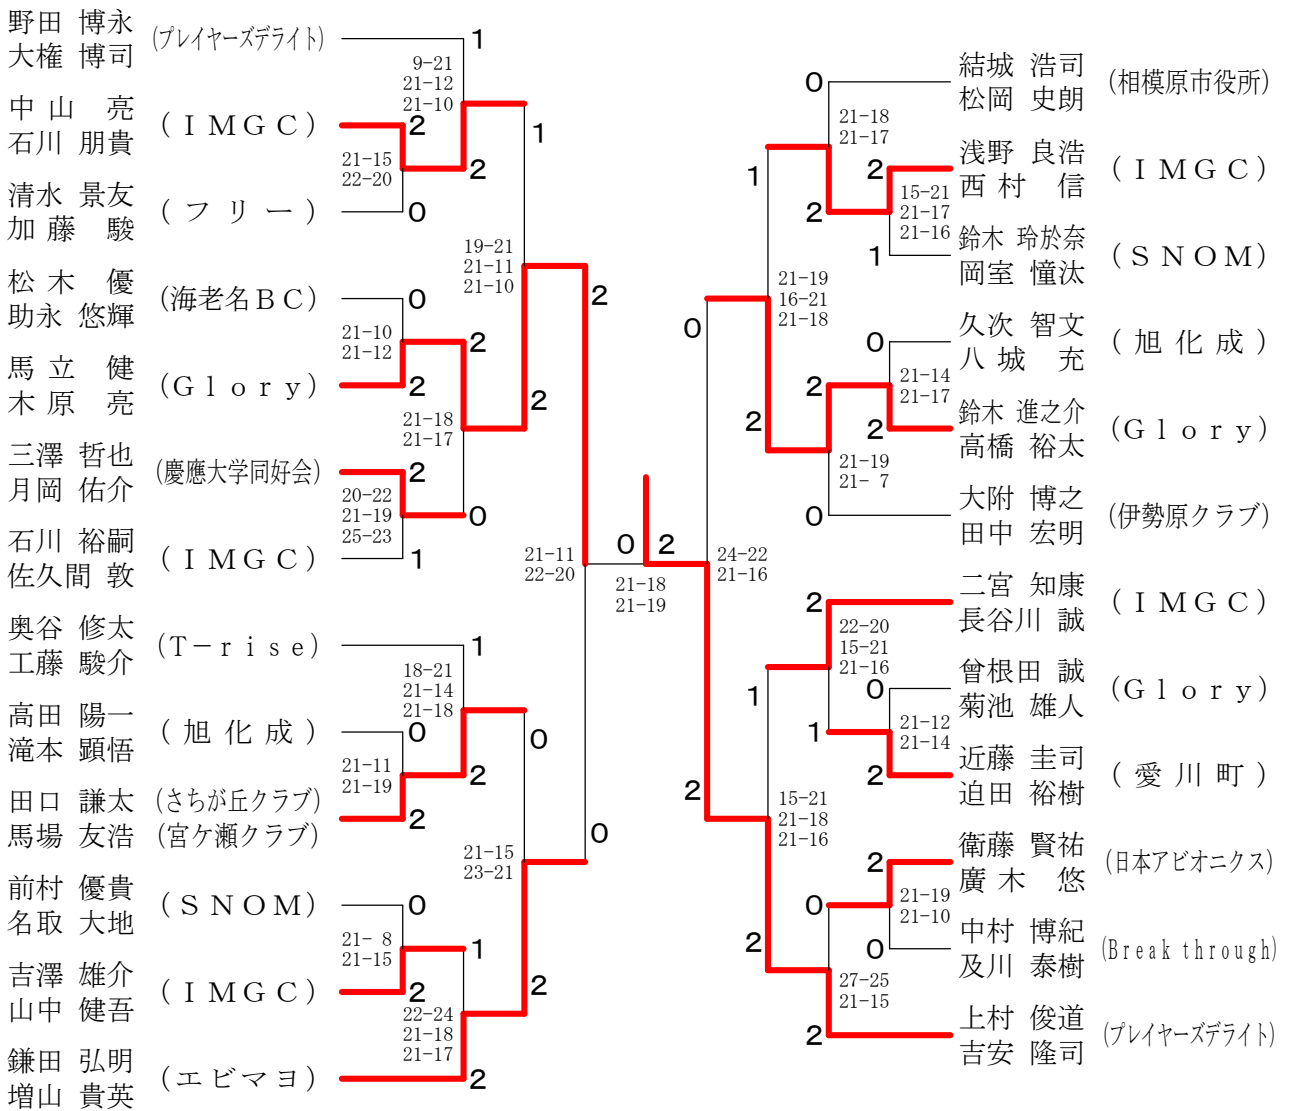 野田 博永
大権 博司
(プレイヤーズデライト)
1
9-21
21-12
21-10
中山 亮
石川 朋貴
(ＩＭＧＣ)
2
21-15
22-20
2
清水 景友
加藤 駿
(フリー)
0
1
19-21
21-11
21-10
松木 優
助永 悠輝
(海老名ＢＣ)
0
21-10
21-12
2
馬立 健
木原 亮
(Ｇｌｏｒｙ)
2
21-18
21-17
2
三澤 哲也
月岡 佑介
(慶應大学同好会)
2
20-22
21-19
25-23
0
石川 裕嗣
佐久間 敦
(ＩＭＧＣ)
1
2
21-11
22-20
奥谷 修太
工藤 駿介
(Ｔ－ｒｉｓｅ)
1
18-21
21-14
21-18
高田 陽一
滝本 顕悟
(旭化成)
0
21-11
21-19
2
0
田口 謙太
馬場 友浩
(さちが丘クラブ)
(宮ケ瀬クラブ)
2
21-15
23-21
0
前村 優貴
名取 大地
(ＳＮＯＭ)
0
21- 8
21-15
1
吉澤 雄介
山中 健吾
(ＩＭＧＣ)
2
22-24
21-18
21-17
2
鎌田 弘明
増山 貴英
(エビマヨ)
2
0
2
21-18
21-19
0
結城 浩司
松岡 史朗
(相模原市役所)
21-18
21-17
1
2
浅野 良浩
西村 信
(ＩＭＧＣ)
2
15-21
21-17
21-16
1
鈴木 玲於奈
岡室 憧汰
(ＳＮＯＭ)
21-19
16-21
21-18
0
0
久次 智文
八城 充
(旭化成)
21-14
21-17
2
2
2
鈴木 進之介
高橋 裕太
(Ｇｌｏｒｙ)
21-19
21- 7
0
大附 博之
田中 宏明
(伊勢原クラブ)
24-22
21-16
2
二宮 知康
長谷川 誠
(ＩＭＧＣ)
22-20
15-21
21-16
1
0
曾根田 誠
菊池 雄人
(Ｇｌｏｒｙ)
21-12
21-14
1
2
近藤 圭司
迫田 裕樹
(愛川町)
2
15-21
21-18
21-16
2
衛藤 賢祐
廣木 悠
(日本アビオニクス)
21-19
21-10
0
0
中村 博紀
及川 泰樹
(Break through)
2
27-25
21-15
2
上村 俊道
吉安 隆司
(プレイヤーズデライト)